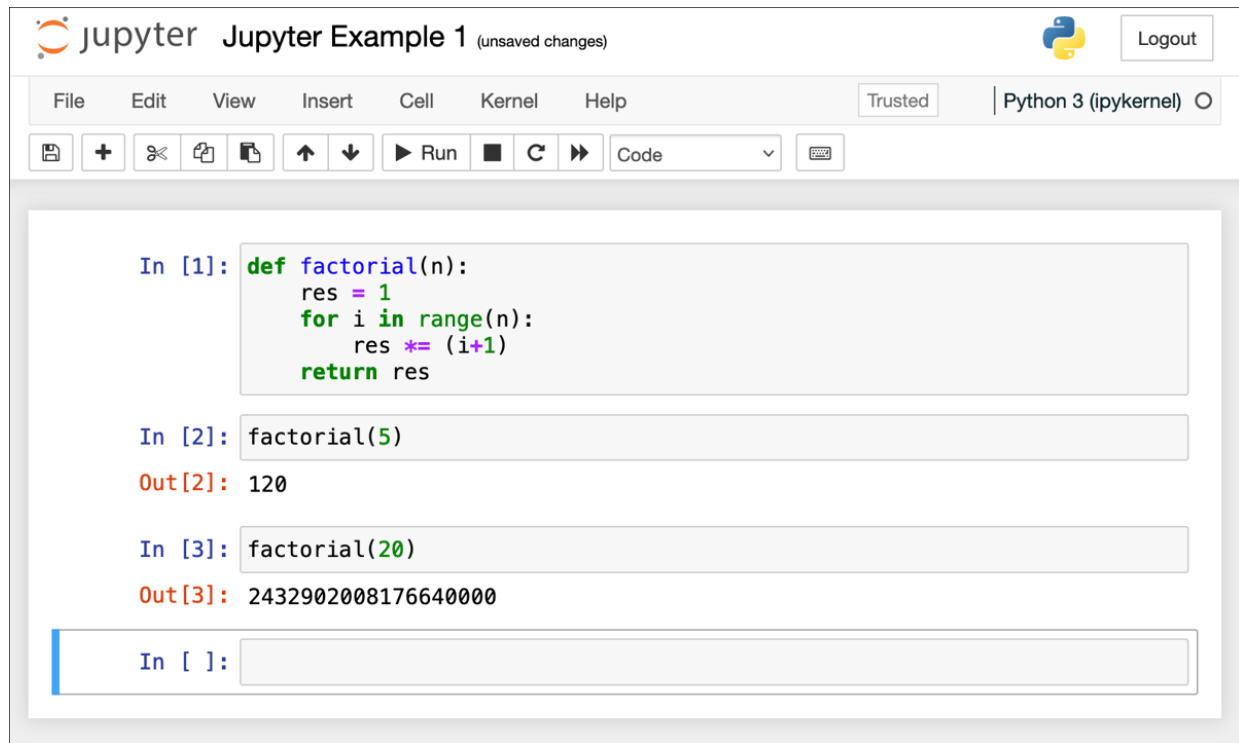 jupyter Jupyter Example 1 (unsaved changes) Logout
File Edit View Insert Cell Kernel Help Trusted Python 3 (ipykernel)
Run Code
In [1]: def factorial(n):
    res = 1
    for i in range(n):
        res *= (i+1)
    return res
In [2]: factorial(5)
Out[2]: 120
In [3]: factorial(20)
Out[3]: 2432902008176640000
In [ ]: